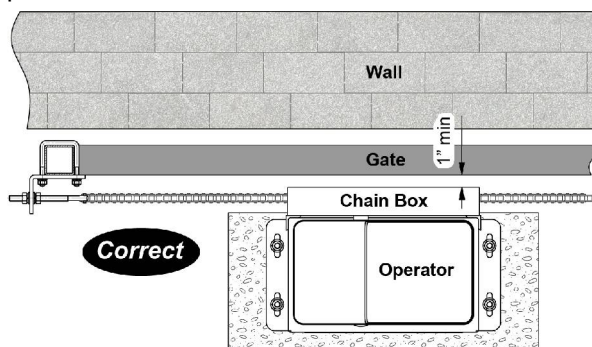 Wall
1" min
Gate
Chain Box
Correct
Operator